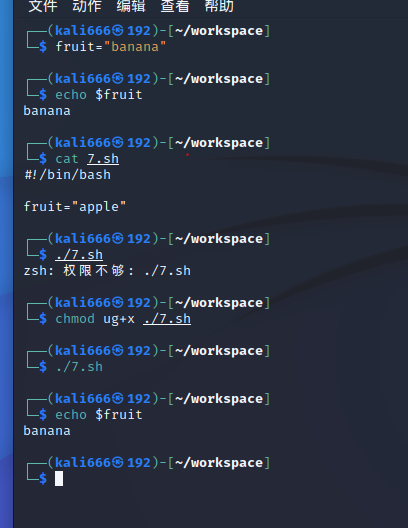 文件 动作 编辑 查看 帮助
┌──(kali666㉿192)-[~/workspace]
└─$ fruit="banana"
┌──(kali666㉿192)-[~/workspace]
└─$ echo $fruit
banana
┌──(kali666㉿192)-[~/workspace]
└─$ cat 7.sh
#!/bin/bash
fruit="apple"
┌──(kali666㉿192)-[~/workspace]
└─$ ./7.sh
zsh: 权限不够: ./7.sh
┌──(kali666㉿192)-[~/workspace]
└─$ chmod ug+x ./7.sh
┌──(kali666㉿192)-[~/workspace]
└─$ ./7.sh
┌──(kali666㉿192)-[~/workspace]
└─$ echo $fruit
banana
┌──(kali666㉿192)-[~/workspace]
└─$